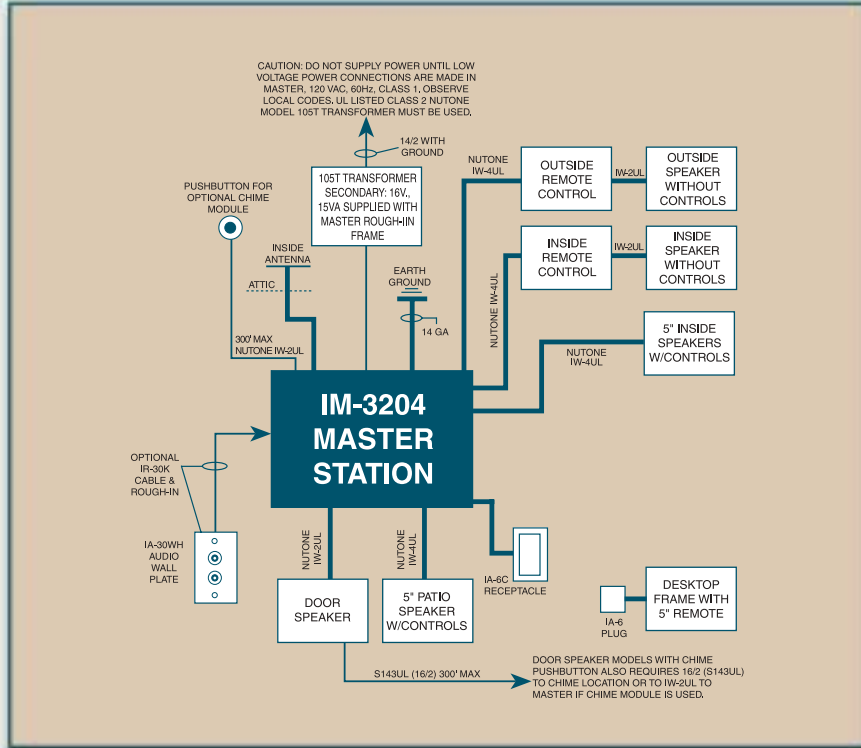 CAUTION: DO NOT SUPPLY POWER UNTIL LOW
VOLTAGE POWER CONNECTIONS ARE MADE IN
MASTER, 120 VAC, 60Hz, CLASS 1, OBSERVE
LOCAL CODES. UL LISTED CLASS 2 NUTONE
MODEL 105T TRANSFORMER MUST BE USED.
14/2 WITH
GROUND
PUSHBUTTON FOR
OPTIONAL CHIME
MODULE
105T TRANSFORMER
SECONDARY: 16V.,
15VA SUPPLIED WITH
MASTER ROUGH-IIN
FRAME
NUTONE
IW-4UL
OUTSIDE
REMOTE
CONTROL
IW-2UL
OUTSIDE
SPEAKER
WITHOUT
CONTROLS
INSIDE
ANTENNA
ATTIC
EARTH
GROUND
14 GA
NUTONE IW-4UL
INSIDE
REMOTE
CONTROL
IW-2UL
INSIDE
SPEAKER
WITHOUT
CONTROLS
300' MAX
NUTONE IW-2UL
NUTONE
IW-4UL
5" INSIDE
SPEAKERS
W/CONTROLS
IM-3204
MASTER
STATION
OPTIONAL
IR-30K
CABLE &
ROUGH-IN
IA-30WH
AUDIO
WALL
PLATE
NUTONE
IW-2UL
NUTONE
IW-4UL
DOOR
SPEAKER
5" PATIO
SPEAKER
W/CONTROLS
IA-6C
RECEPTACLE
IA-6
PLUG
DESKTOP
FRAME WITH
5" REMOTE
S143UL (16/2) 300' MAX
DOOR SPEAKER MODELS WITH CHIME
PUSHBUTTON ALSO REQUIRES 16/2 (S143UL)
TO CHIME LOCATION OR TO IW-2UL TO
MASTER IF CHIME MODULE IS USED.